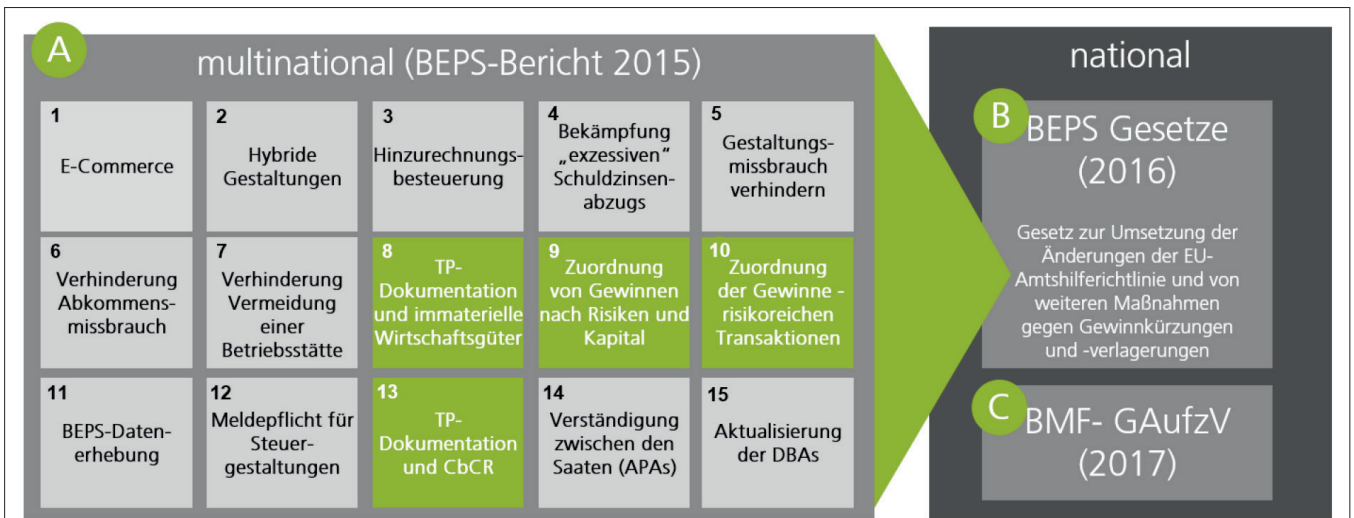 A
multinational (BEPS-Bericht 2015)
1
E-Commerce
2
Hybride
Gestaltungen
3
Hinzurechnungs-
besteuerung
4
Bekämpfung
„exzessiven“
Schuldzinsen-
abzugs
5
Gestaltungs-
missbrauch
verhindern
6
Verhinderung
Abkommens-
missbrauch
7
Verhinderung
Vermeidung
einer
Betriebsstätte
8
TP-
Dokumentation
und immaterielle
Wirtschaftsgüter
9
Zuordnung
von Gewinnen
nach Risiken und
Kapital
10
Zuordnung
der Gewinne -
risikoreichen
Transaktionen
11
BEPS-Daten-
erhebung
12
Meldepflicht für
Steuer-
gestaltungen
13
TP-
Dokumentation
und CbCR
14
Verständigung
zwischen den
Saaten (APAs)
15
Aktualisierung
der DBAs
national
B
BEPS Gesetze
(2016)
Gesetz zur Umsetzung der
Änderungen der EU-
Amtshilferichtlinie und von
weiteren Maßnahmen
gegen Gewinnkürzungen
und -verlagerungen
C
BMF- GAufzV
(2017)